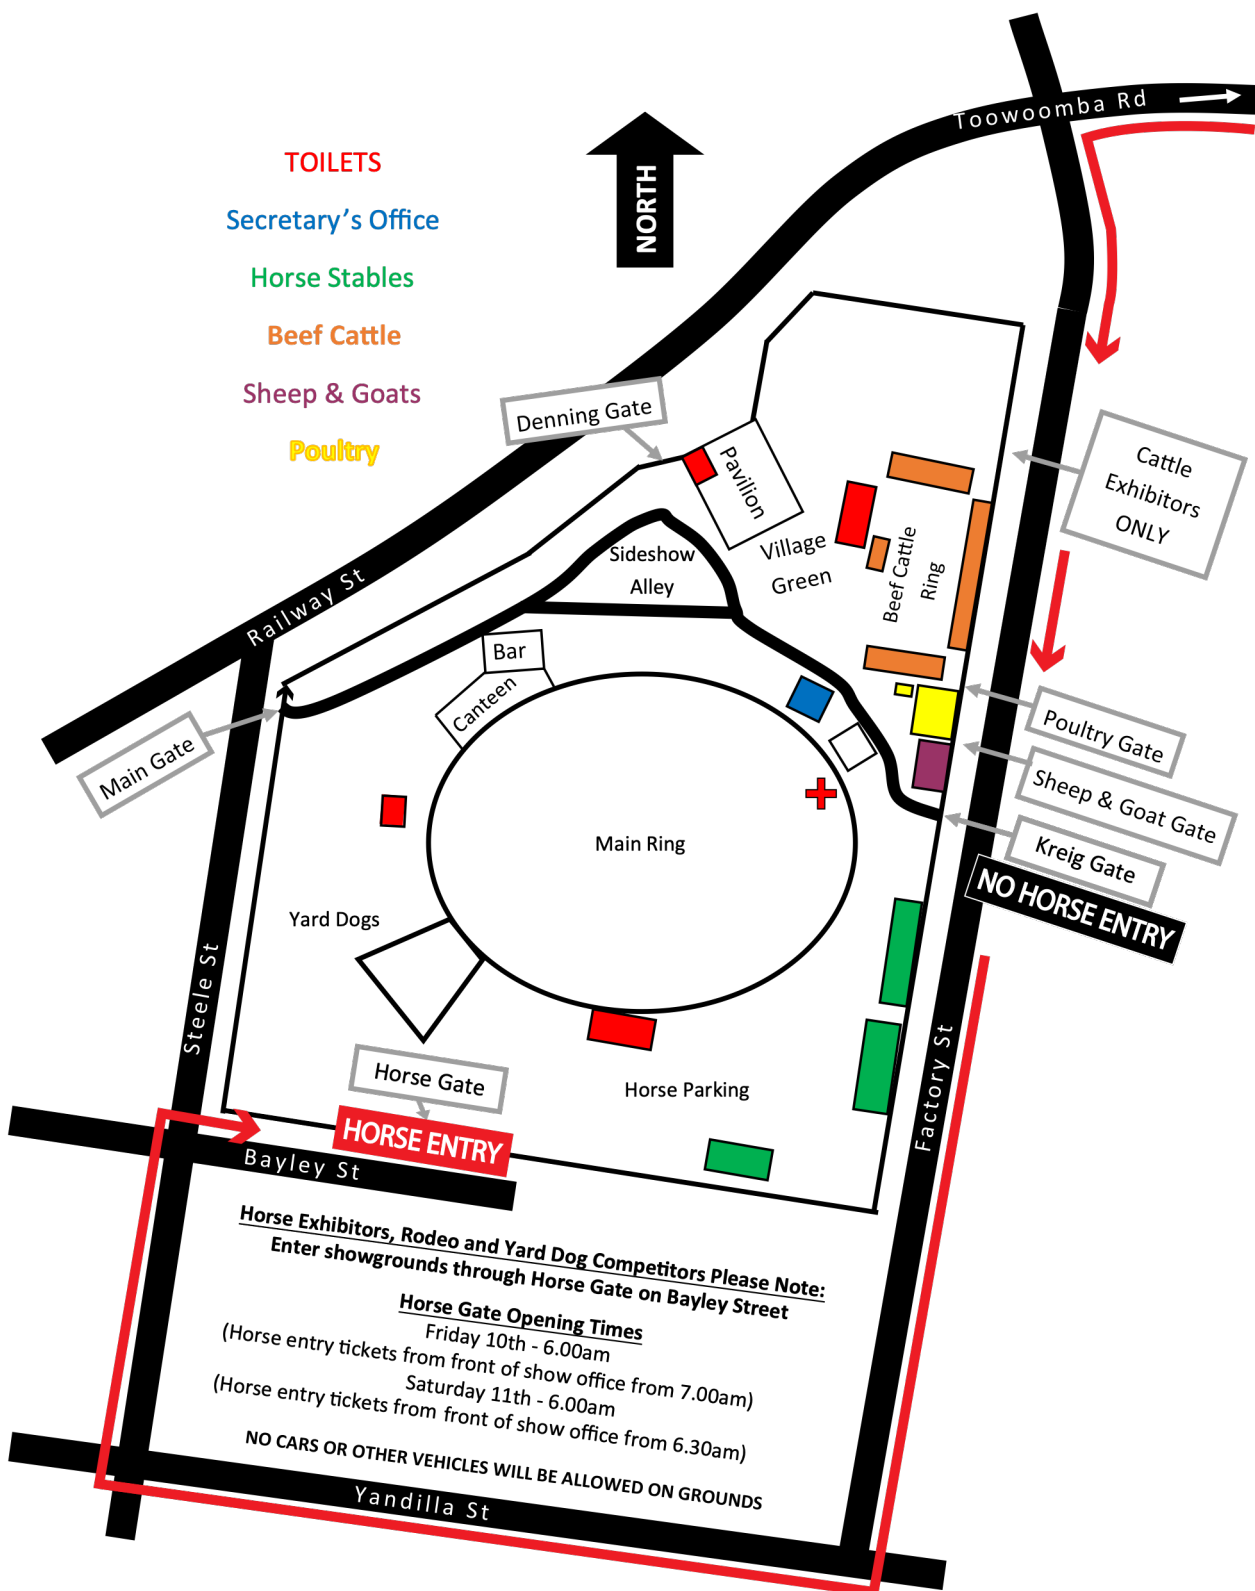 Toowoomba Rd
TOILETS
Secretary's Office
Horse Stables
Beef Cattle
Sheep & Goats
Poultry
NORTH
Denning Gate
Pavilion
Cattle
Exhibitors
ONLY
Village
Green
Beef Cattle
Ring
Sideshow
Alley
Railway St
Bar
Canteen
Main Gate
Poultry Gate
Sheep & Goat Gate
Kreig Gate
NO HORSE ENTRY
Main Ring
Yard Dogs
Steele St
Factory St
Horse Gate
HORSE ENTRY
Horse Parking
Bayley St
Horse Exhibitors, Rodeo and Yard Dog Competitors Please Note:
Enter showgrounds through Horse Gate on Bayley Street
Horse Gate Opening Times
Friday 10th - 6.00am
(Horse entry tickets from front of show office from 7.00am)
Saturday 11th - 6.00am
(Horse entry tickets from front of show office from 6.30am)
NO CARS OR OTHER VEHICLES WILL BE ALLOWED ON GROUNDS
Yandilla St